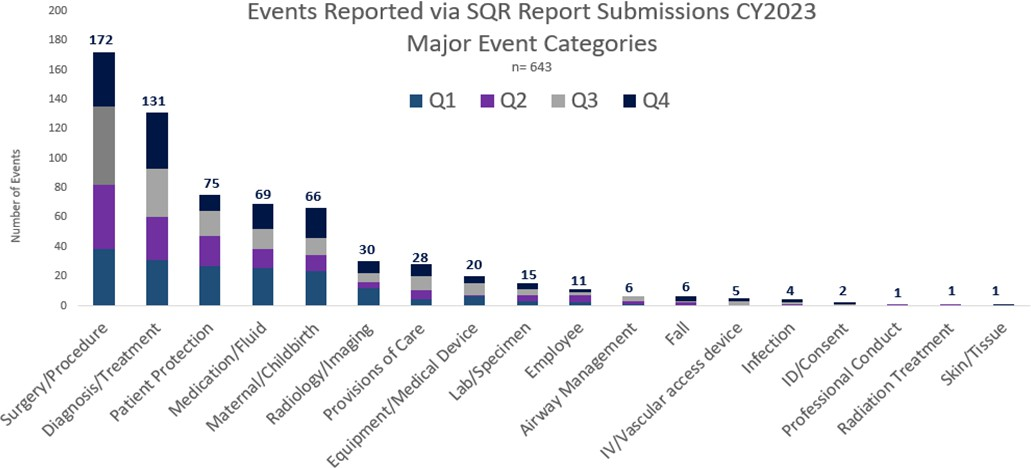 Events Reported via SQR Report Submissions CY2023
Major Event Categories
n= 643
Q1 Q2 Q3 Q4
Number of Events
200
180
160
140
120
100
80
60
40
20
0
172
131
75
69
66
30
28
20
15
11
6
6
5
4
2
1
1
1
Surgery/Procedure
Diagnosis/Treatment
Patient Protection
Medication/Fluid
Maternal/Childbirth
Radiology/Imaging
Provisions of Care
Equipment/Medical Device
Lab/Specimen
Employee
Airway Management
Fall
IV/Vascular access device
Infection
ID/Consent
Professional Conduct
Radiation Treatment
Skin/Tissue